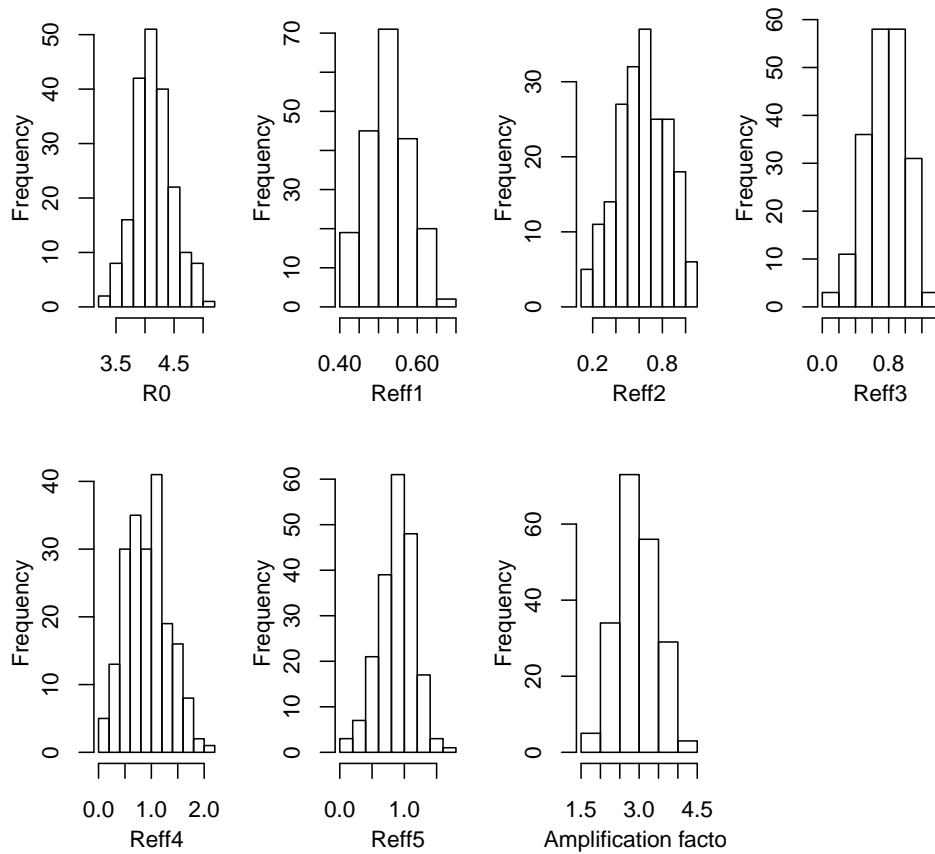 Frequency
0 10 20 30 40 50
3.5 4.5
R0
Frequency
0 10 30 50 70
0.40 0.60
Reff1
Frequency
0 10 20 30
0.2 0.8
Reff2
Frequency
0 10 20 30 40 50 60
0.0 0.8
Reff3
Frequency
0 10 20 30 40
0.0 1.0 2.0
Reff4
Frequency
0 10 20 30 40 50 60
0.0 1.0
Reff5
Frequency
0 20 40 60
1.5 3.0 4.5
Amplification facto